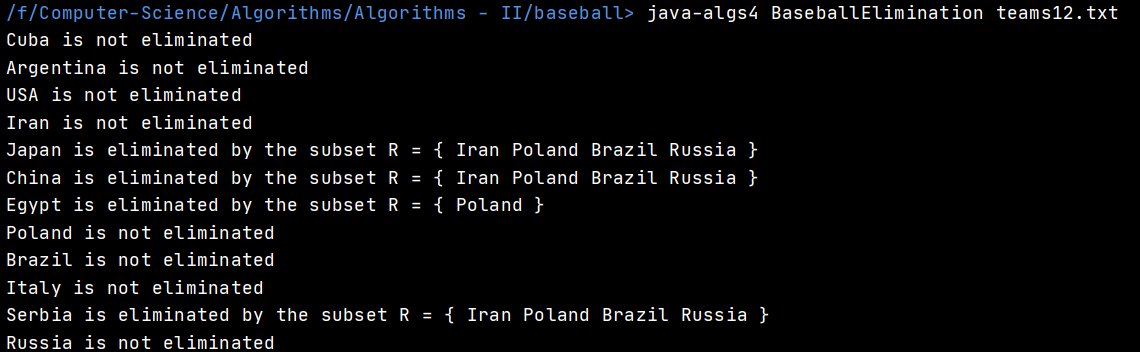 /f/Computer-Science/Algorithms/Algorithms - II/baseball> java-algs4 BaseballElimination teams12.txt
Cuba is not eliminated
Argentina is not eliminated
USA is not eliminated
Iran is not eliminated
Japan is eliminated by the subset R = { Iran Poland Brazil Russia }
China is eliminated by the subset R = { Iran Poland Brazil Russia }
Egypt is eliminated by the subset R = { Poland }
Poland is not eliminated
Brazil is not eliminated
Italy is not eliminated
Serbia is eliminated by the subset R = { Iran Poland Brazil Russia }
Russia is not eliminated